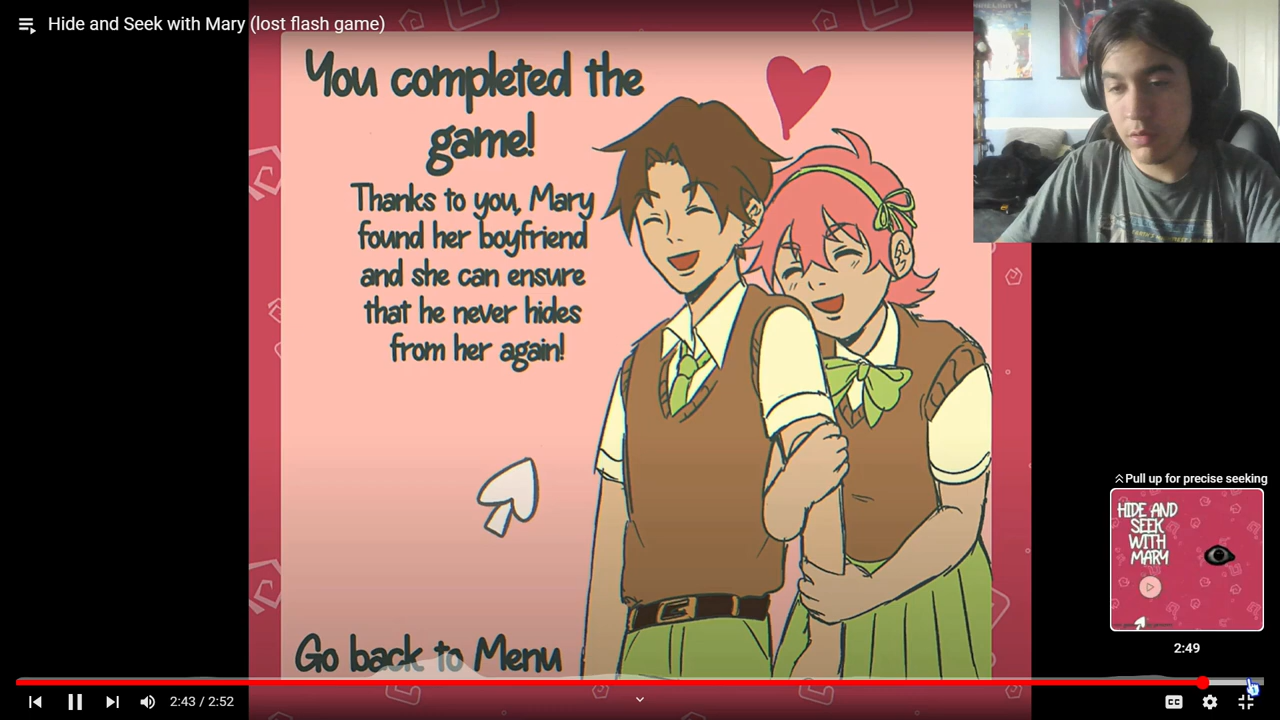 Hide and Seek with Mary (lost flash game)
You completed the
game!
Thanks to you, Mary
found her boyfriend
and she can ensure
that he never hides
from her again!
Go back to Menu
Pull up for precise seeking
HIDE AND
SEEK
WITH
MARY
2:49
2:43 / 2:52
CC